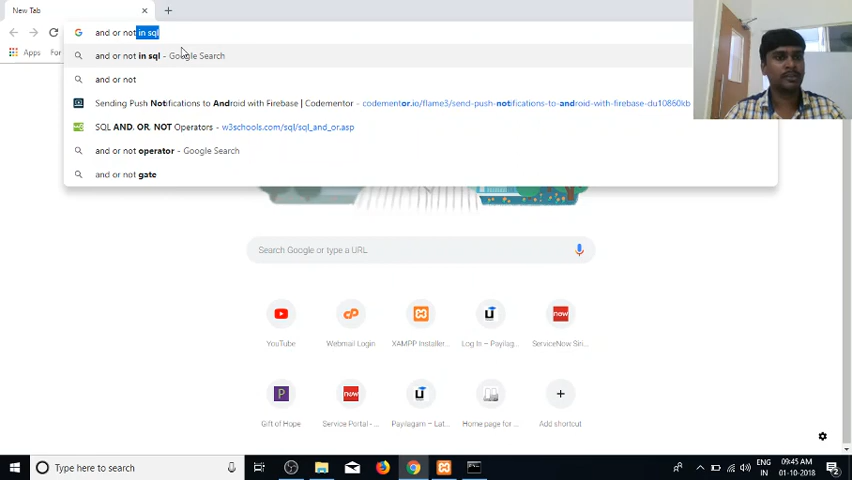 New Tab
and or not in sql
and or not in sql - Google Search
and or not
Sending Push Notifications to Android with Firebase | Codementor - codementor.io/flame3/send-push-notifications-to-android-with-firebase-du10860kb
SQL AND, OR, NOT Operators - w3schools.com/sql/sql_and_or.asp
and or not operator - Google Search
and or not gate
Apps
For
Search Google or type a URL
YouTube
Webmail Login
XAMPP Installer...
Log In – Payilag...
ServiceNow Sri...
Gift of Hope
Service Portal - ...
Payilagam – Lat...
Home page for ...
Add shortcut
Type here to search
ENG
IN
09:45 AM
01-10-2018
2